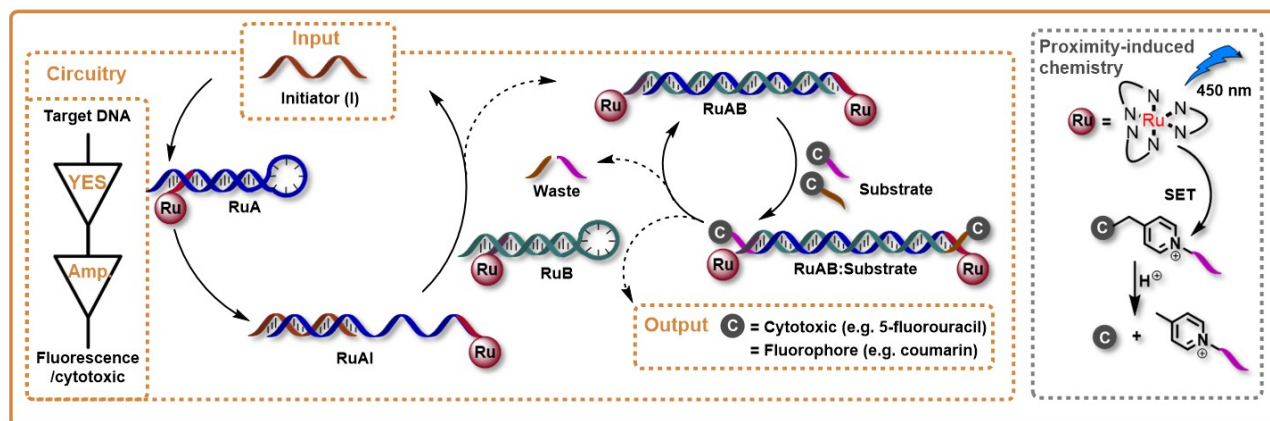 Circuitry
Target DNA
YES
Amp.
Fluorescence
/cytotoxic
Input
Initiator (I)
Ru
RuA
Ru
RuAI
Ru
Ru
RuAB
Waste
C
C
Substrate
Ru
RuB
C
C
Ru
Ru
RuAB:Substrate
Output
C = Cytotoxic (e.g. 5-fluorouracil)
= Fluorophore (e.g. coumarin)
Proximity-induced
chemistry
450 nm
Ru =
N
N
N
Ru
N
N
N
SET
C
N
⊕
H⊕
C +
N
⊕